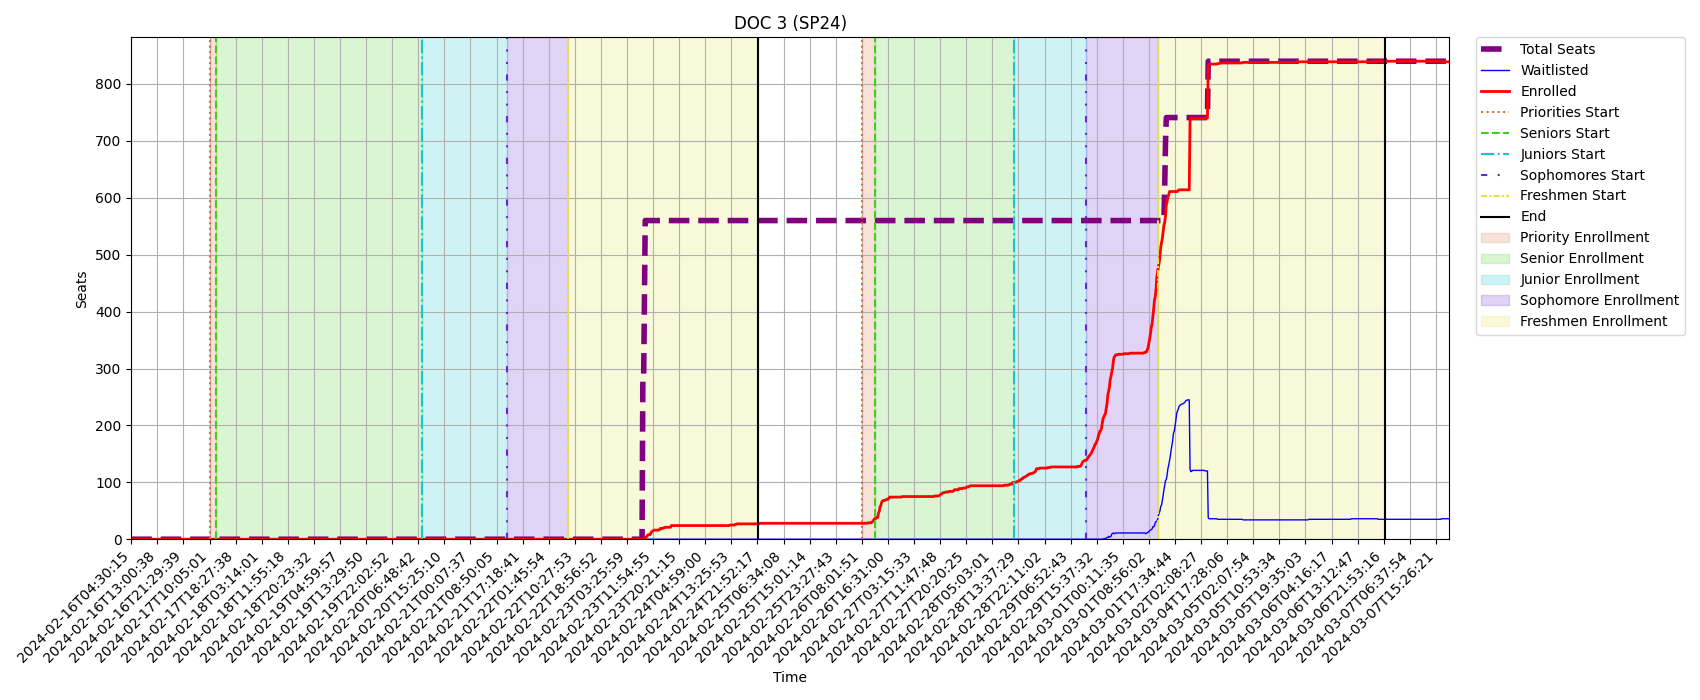 DOC 3 (SP24)
Seats
800
700
600
500
400
300
200
100
0
2024-02-16T04:30:15
2024-02-16T13:00:38
2024-02-16T21:29:39
2024-02-17T10:05:01
2024-02-17T18:27:38
2024-02-18T03:14:01
2024-02-18T11:55:18
2024-02-18T20:23:32
2024-02-19T04:59:57
2024-02-19T13:29:50
2024-02-19T22:02:52
2024-02-20T06:48:42
2024-02-20T15:25:10
2024-02-21T00:07:37
2024-02-21T08:50:05
2024-02-21T17:18:41
2024-02-22T01:45:54
2024-02-22T10:27:53
2024-02-22T18:56:52
2024-02-23T03:25:59
2024-02-23T11:54:55
2024-02-23T20:21:15
2024-02-24T04:59:00
2024-02-24T13:25:53
2024-02-24T21:52:17
2024-02-25T06:34:08
2024-02-25T15:01:14
2024-02-25T23:27:43
2024-02-26T08:01:51
2024-02-26T16:31:00
2024-02-27T03:15:33
2024-02-27T11:47:48
2024-02-27T20:20:25
2024-02-28T05:03:01
2024-02-28T13:37:29
2024-02-28T22:11:02
2024-02-29T06:52:43
2024-02-29T15:37:32
2024-03-01T00:11:35
2024-03-01T08:56:02
2024-03-01T17:34:44
2024-03-02T02:08:27
2024-03-04T17:28:06
2024-03-05T02:07:54
2024-03-05T10:53:34
2024-03-05T19:35:03
2024-03-06T04:16:17
2024-03-06T13:12:47
2024-03-06T21:53:16
2024-03-07T06:37:54
2024-03-07T15:26:21
Time
Total Seats
Waitlisted
Enrolled
Priorities Start
Seniors Start
Juniors Start
Sophomores Start
Freshmen Start
End
Priority Enrollment
Senior Enrollment
Junior Enrollment
Sophomore Enrollment
Freshmen Enrollment